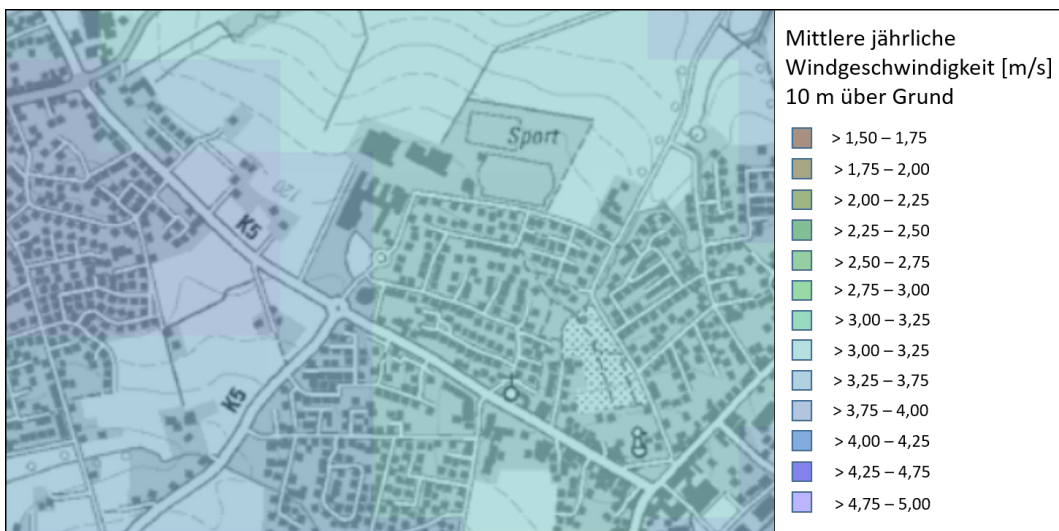 Mittlere jährliche
Windgeschwindigkeit [m/s]
10 m über Grund
> 1,50 – 1,75
> 1,75 – 2,00
> 2,00 – 2,25
> 2,25 – 2,50
> 2,50 – 2,75
> 2,75 – 3,00
> 3,00 – 3,25
> 3,00 – 3,25
> 3,25 – 3,75
> 3,75 – 4,00
> 4,00 – 4,25
> 4,25 – 4,75
> 4,75 – 5,00
Sport
120
K5
K5